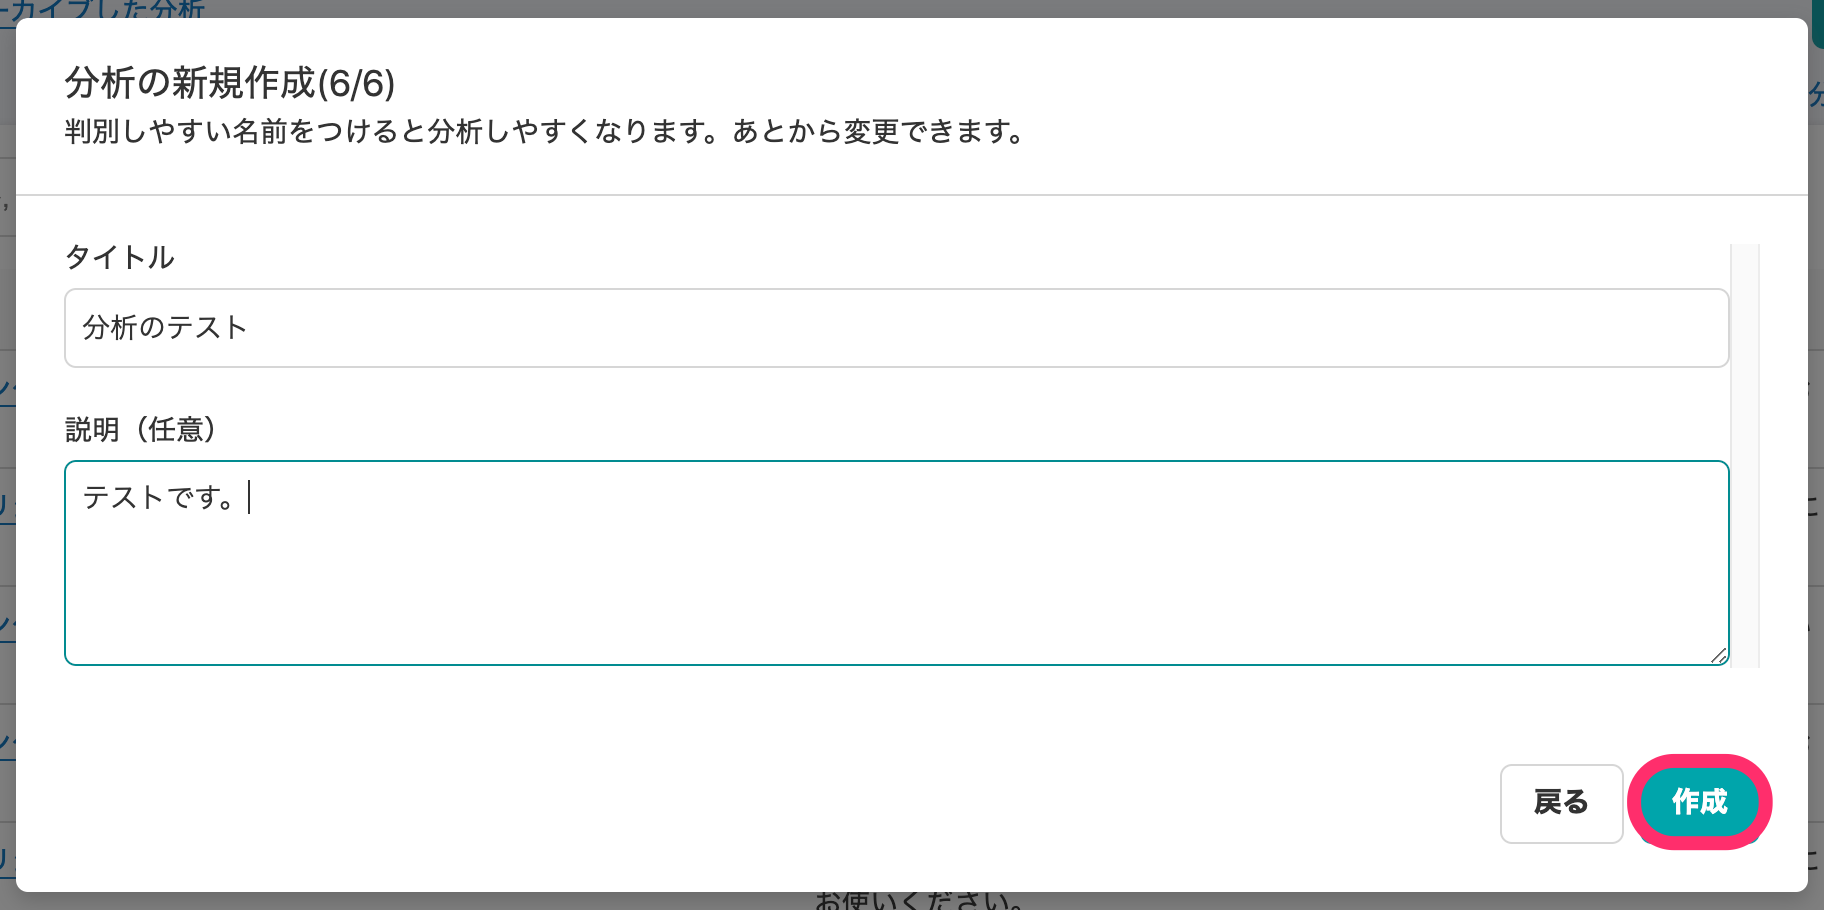 ーカイブした分析
分析の新規作成(6/6)
判別しやすい名前をつけると分析しやすくなります。あとから変更できます。
タイトル
分析のテスト
説明（任意）
テストです。
戻る
作成
お使いください。